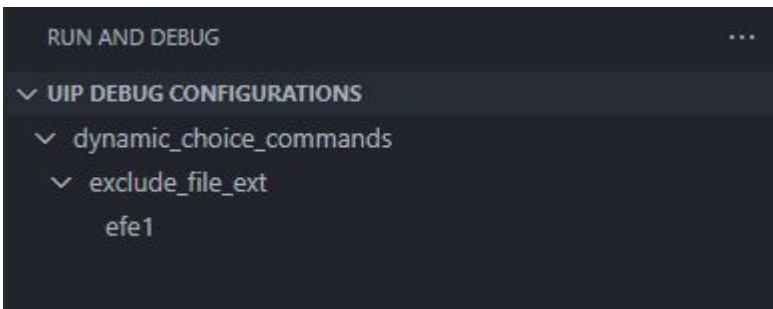 RUN AND DEBUG ...
UIP DEBUG CONFIGURATIONS
dynamic_choice_commands
exclude_file_ext
efe1